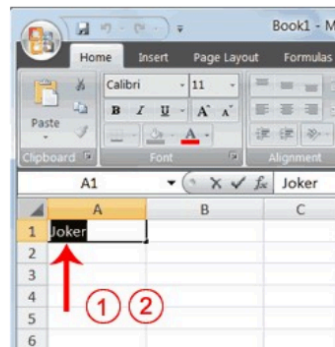 Book1 - M
Home Insert Page Layout Formulas
Calibri 11
B I U A A
Paste
A
Clipboard Font Alignment
A1 fx Joker
A B C
1 Joker
2
3
4
5
6
① ②